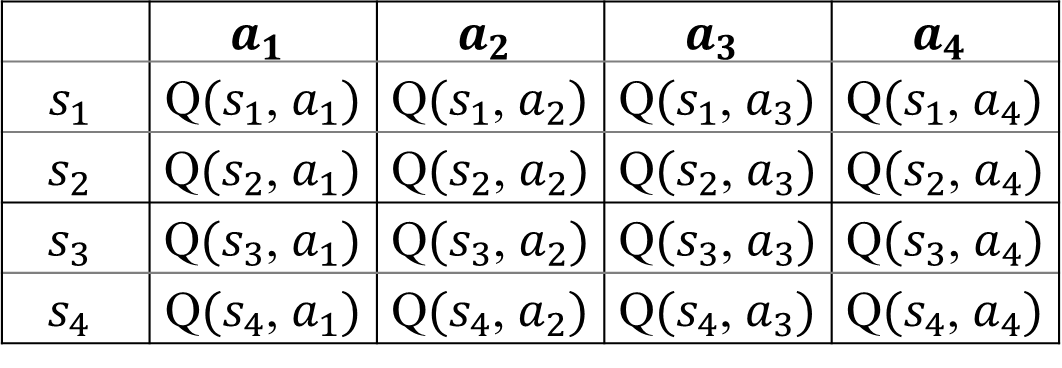 a₁ a₂ a₃ a₄
s₁ Q(s₁, a₁) Q(s₁, a₂) Q(s₁, a₃) Q(s₁, a₄)
s₂ Q(s₂, a₁) Q(s₂, a₂) Q(s₂, a₃) Q(s₂, a₄)
s₃ Q(s₃, a₁) Q(s₃, a₂) Q(s₃, a₃) Q(s₃, a₄)
s₄ Q(s₄, a₁) Q(s₄, a₂) Q(s₄, a₃) Q(s₄, a₄)